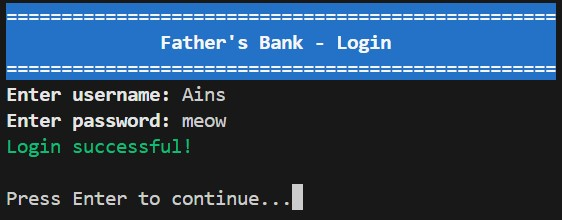 ==================================================
Father's Bank - Login
==================================================
Enter username: Ains
Enter password: meow
Login successful!
Press Enter to continue...